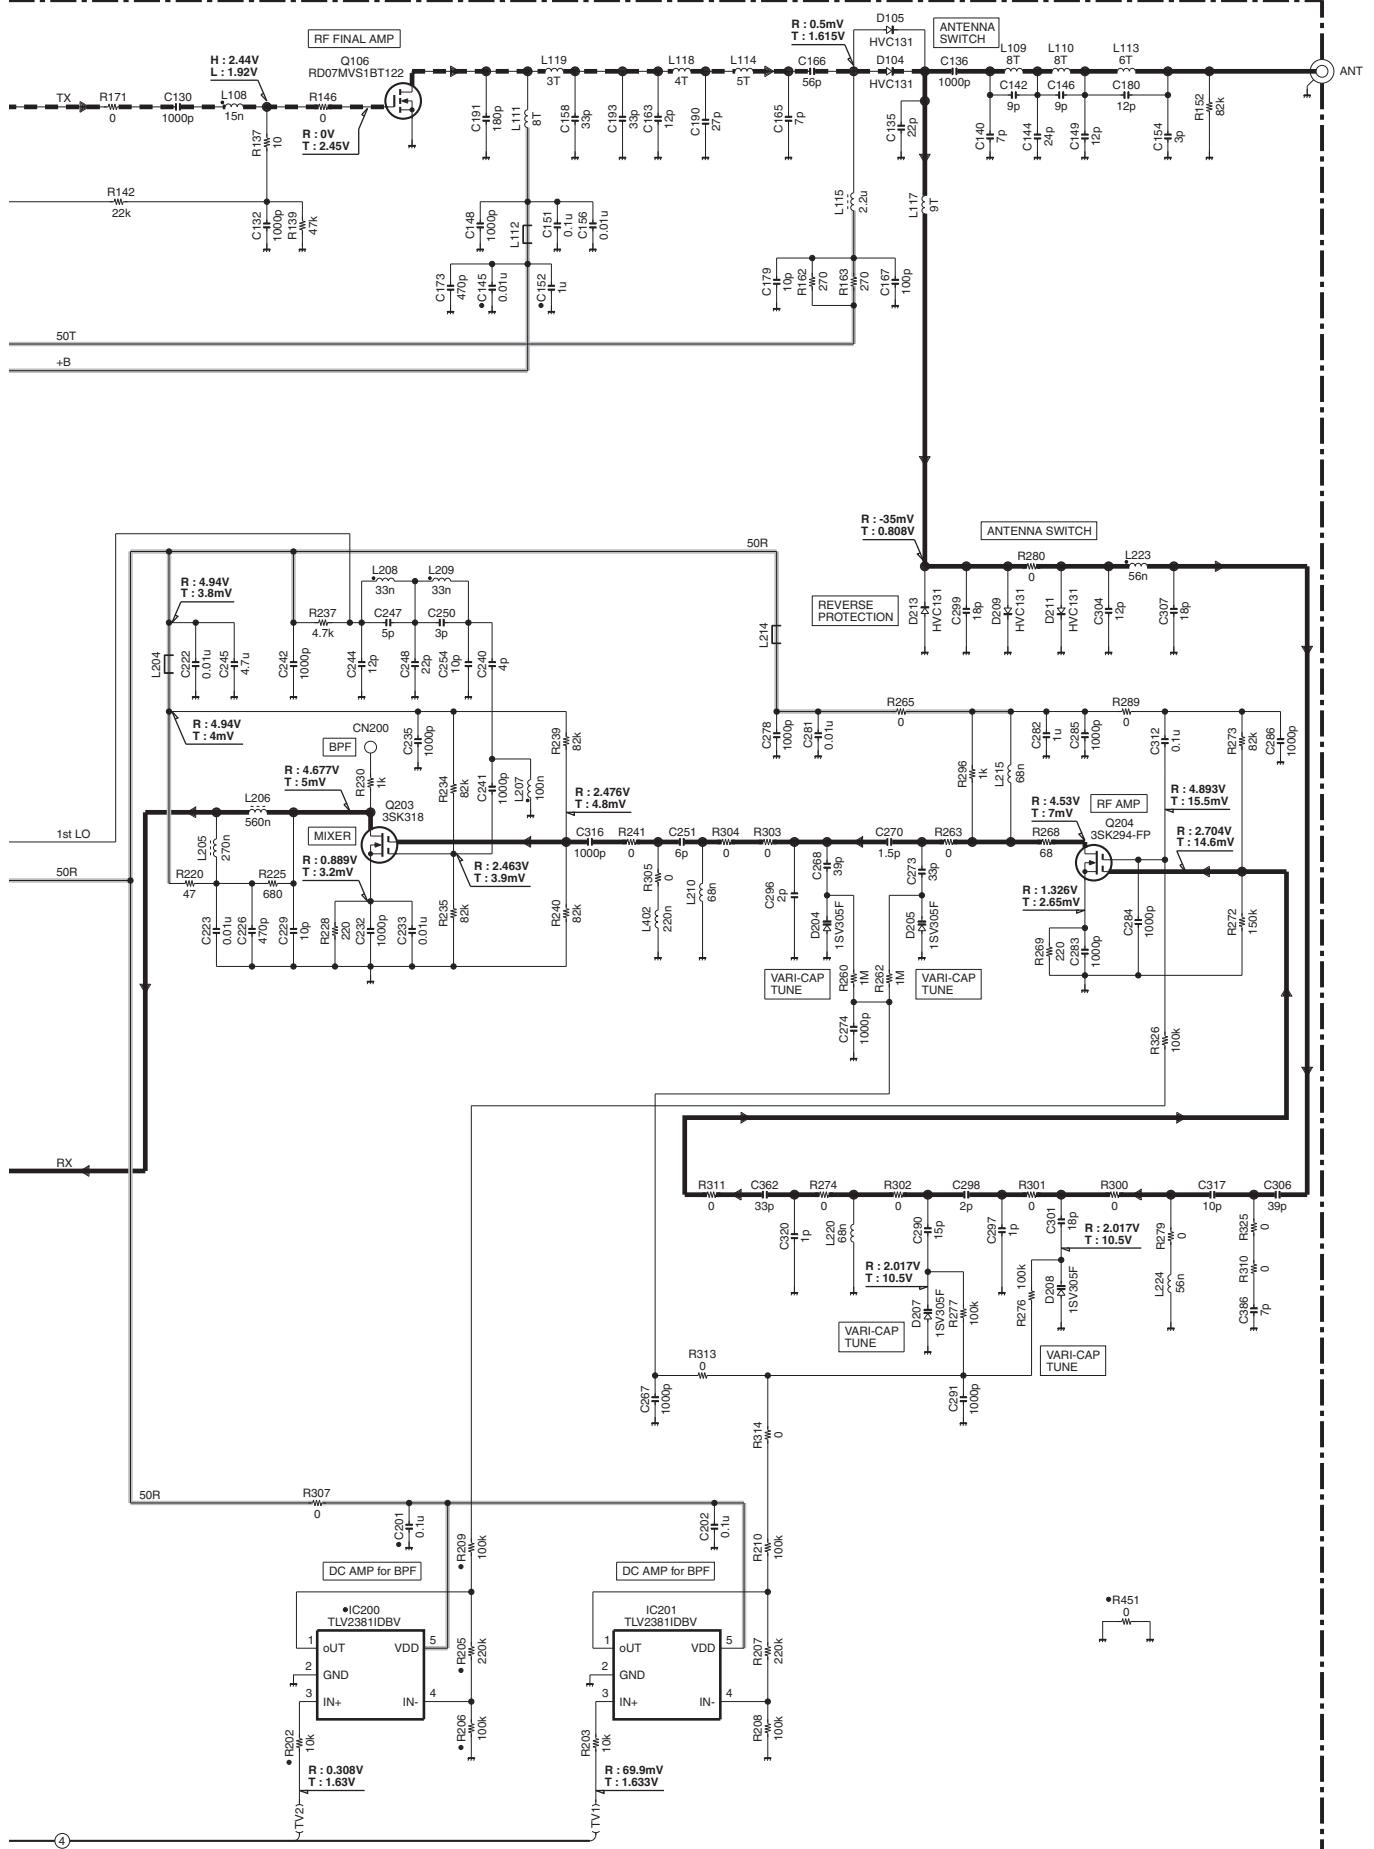 RF FINAL AMP
Q106
RD07MVS1BT122
H : 2.44V
L : 1.92V
TX
R171
0
C130
1000p
L108
15n
R146
0
R : 0V
T : 2.45V
R137
10
R142
22k
C132
1000p
R139
47k
C191
180p
L111
8T
L119
3T
C158
33p
C193
33p
C163
12p
L118
4T
C190
27p
L114
5T
C165
7p
C166
56p
R : 0.5mV
T : 1.615V
D105
HVC131
D104
HVC131
ANTENNA
SWITCH
C136
1000p
L109
8T
L110
8T
L113
6T
C142
9p
C146
9p
C180
12p
R152
82k
ANT
C135
22p
C140
7p
C144
24p
C149
12p
C154
3p
C148
1000p
L112
C151
0.1u
C156
0.01u
C173
470p
C145
0.01u
C152
1u
L115
2.2u
L117
9T
C179
10p
R162
270
R163
270
C167
100p
50T
+B
R : -35mV
T : 0.808V
ANTENNA SWITCH
50R
R280
0
L223
56n
REVERSE
PROTECTION
D213
HVC131
C299
18p
D209
HVC131
D211
HVC131
C304
12p
C307
18p
R : 4.94V
T : 3.8mV
L208
33n
L209
33n
R237
4.7k
C247
5p
C250
3p
L204
C222
0.01u
C245
4.7u
C242
1000p
C244
12p
C248
22p
C254
10p
C240
4p
L214
R : 4.94V
T : 4mV
CN200
BPF
C235
1000p
R239
82k
R265
0
R289
0
C278
1000p
C281
0.01u
C282
1u
C285
1000p
C312
0.1u
R273
82k
C286
1000p
R : 4.677V
T : 5mV
R230
1k
R234
82k
C241
1000p
L207
100n
R : 2.476V
T : 4.8mV
R296
1k
L215
68n
R : 4.53V
T : 7mV
RF AMP
Q204
3SK294-FP
R : 4.893V
T : 15.5mV
L206
560n
Q203
3SK318
MIXER
1st LO
L205
270n
R : 0.889V
T : 3.2mV
R : 2.463V
T : 3.9mV
C316
1000p
R241
0
C251
6p
R304
0
R303
0
C270
1.5p
R263
0
R268
68
R : 2.704V
T : 14.6mV
50R
R220
47
R225
680
R305
0
L210
68n
C296
2p
C268
39p
C273
33p
R : 1.326V
T : 2.65mV
C223
0.01u
C226
470p
C229
10p
R228
220
C232
1000p
C233
0.01u
R235
82k
R240
82k
L402
220n
D204
1SV305F
D205
1SV305F
C284
1000p
R272
150k
R269
220
C283
1000p
VARI-CAP
TUNE
R260
1M
R262
1M
VARI-CAP
TUNE
C274
1000p
R326
100k
RX
R311
0
C362
33p
R274
0
R302
0
C298
2p
R301
0
R300
0
C317
10p
C306
39p
C320
1p
L220
68n
C290
15p
C297
1p
C301
18p
R : 2.017V
T : 10.5V
R279
0
R325
0
R : 2.017V
T : 10.5V
L224
56n
R310
0
C386
7p
D207
1SV305F
R277
100k
R276
100k
D208
1SV305F
VARI-CAP
TUNE
VARI-CAP
TUNE
R313
0
C267
1000p
C291
1000p
R314
0
50R
R307
0
C201
0.1u
R209
100k
C202
0.1u
R210
100k
DC AMP for BPF
DC AMP for BPF
IC200
TLV2381IDBV
IC201
TLV2381IDBV
R451
0
1
oUT
VDD
5
2
GND
3
IN+
IN-
4
R205
220k
1
oUT
VDD
5
2
GND
3
IN+
IN-
4
R207
220k
R202
10k
R206
100k
R203
10k
R208
100k
R : 0.308V
T : 1.63V
R : 69.9mV
T : 1.633V
TV2
TV1
4